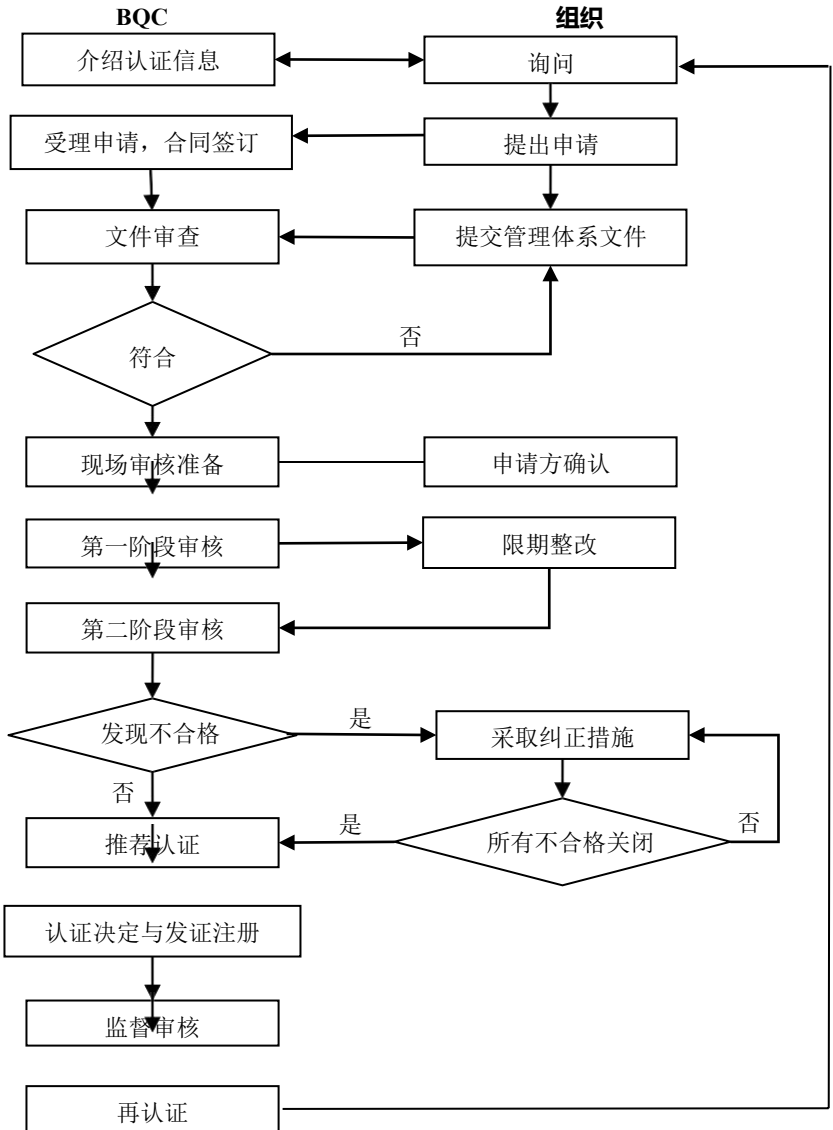 BQC 组织
介绍认证信息 询问
受理申请，合同签订 提出申请
文件审查 提交管理体系文件
否
符合
现场审核准备 申请方确认
第一阶段审核 限期整改
第二阶段审核
发现不合格 是 采取纠正措施
否
推荐认证 是 所有不合格关闭 否
认证决定与发证注册
监督审核
再认证